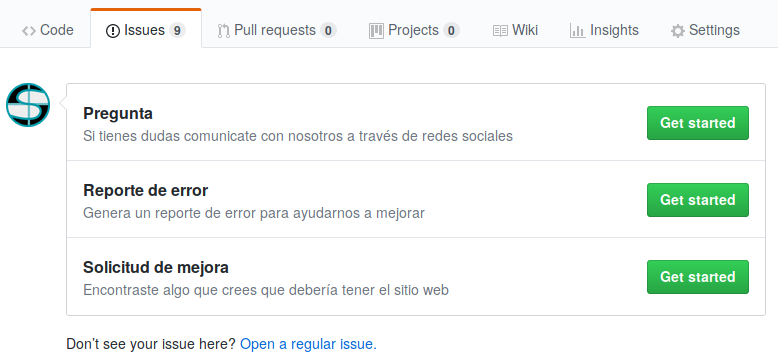 Code Issues 9 Pull requests 0 Projects 0 Wiki Insights Settings
Pregunta
Si tienes dudas comunicate con nosotros a través de redes sociales
Get started
Reporte de error
Genera un reporte de error para ayudarnos a mejorar
Get started
Solicitud de mejora
Encontraste algo que crees que debería tener el sitio web
Get started
Don't see your issue here? Open a regular issue.